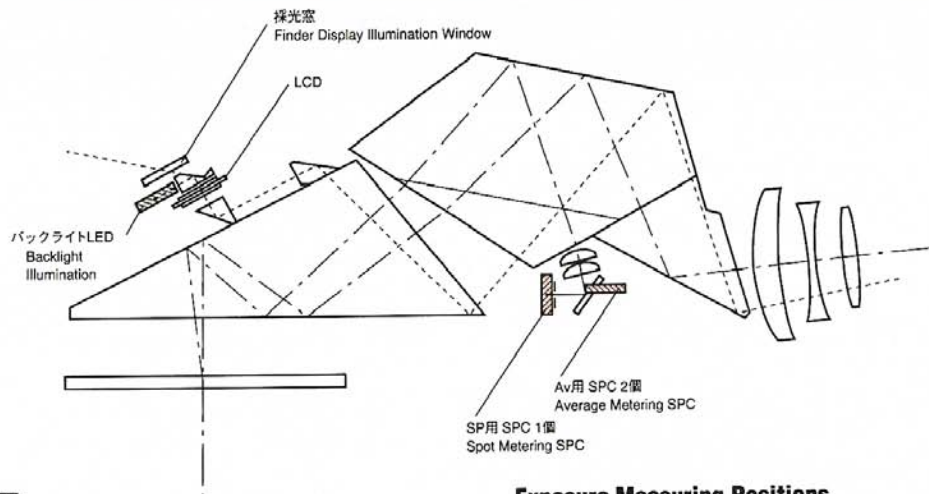 採光窓
Finder Display Illumination Window
LCD
バックライトLED
Backlight
Illumination
Av用 SPC 2個
Average Metering SPC
SP用 SPC 1個
Spot Metering SPC
Exposure Measuring Positions